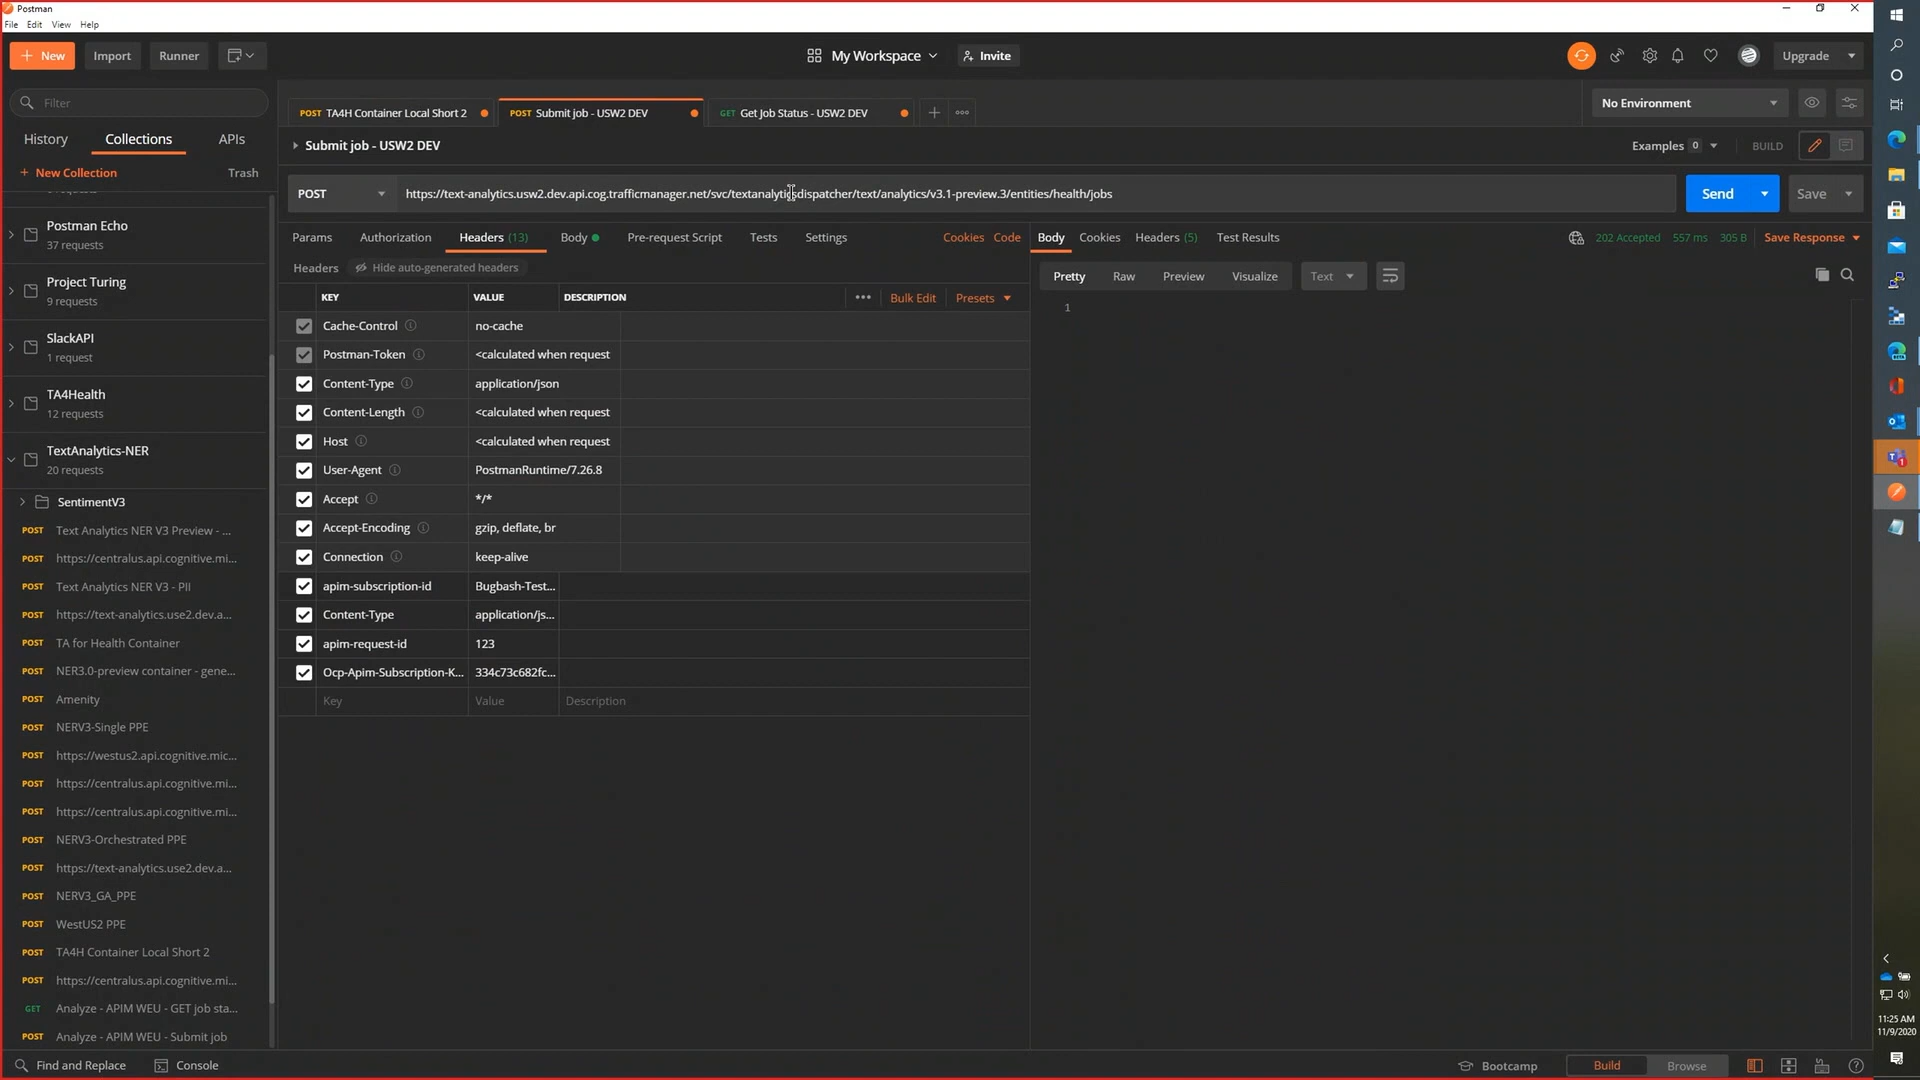 Postman
File Edit View Help
New Import Runner My Workspace Invite Upgrade
Filter
History Collections APIs
New Collection Trash
Postman Echo
37 requests
Project Turing
9 requests
SlackAPI
1 request
TA4Health
12 requests
TextAnalytics-NER
20 requests
SentimentV3
POST Text Analytics NER V3 Preview - ...
POST https://centralus.api.cognitive.mi...
POST Text Analytics NER V3 - PII
POST https://text-analytics.use2.dev.a...
POST TA for Health Container
POST NER3.0-preview container - gene...
POST Amenity
POST NERV3-Single PPE
POST https://westus2.api.cognitive.mic...
POST https://centralus.api.cognitive.mi...
POST https://centralus.api.cognitive.mi...
POST NERV3-Orchestrated PPE
POST https://text-analytics.use2.dev.a...
POST NERV3_GA_PPE
POST WestUS2 PPE
POST TA4H Container Local Short 2
POST https://centralus.api.cognitive.mi...
GET Analyze - APIM WEU - GET job sta...
POST Analyze - APIM WEU - Submit job
POST TA4H Container Local Short 2 POST Submit job - USW2 DEV GET Get Job Status - USW2 DEV
No Environment
Submit job - USW2 DEV Examples 0 BUILD
POST https://text-analytics.usw2.dev.api.cog.trafficmanager.net/svc/textanalyticsdispatcher/text/analytics/v3.1-preview.3/entities/health/jobs Send Save
Params Authorization Headers (13) Body Pre-request Script Tests Settings Cookies Code
Headers Hide auto-generated headers
KEY VALUE DESCRIPTION Bulk Edit Presets
Cache-Control no-cache
Postman-Token <calculated when request
Content-Type application/json
Content-Length <calculated when request
Host <calculated when request
User-Agent PostmanRuntime/7.26.8
Accept */*
Accept-Encoding gzip, deflate, br
Connection keep-alive
apim-subscription-id Bugbash-Test...
Content-Type application/js...
apim-request-id 123
Ocp-Apim-Subscription-K... 334c73c682fc...
Key Value Description
Body Cookies Headers (5) Test Results 202 Accepted 557 ms 305 B Save Response
Pretty Raw Preview Visualize Text
1
Find and Replace Console Bootcamp Build Browse
11:25 AM
11/9/2020